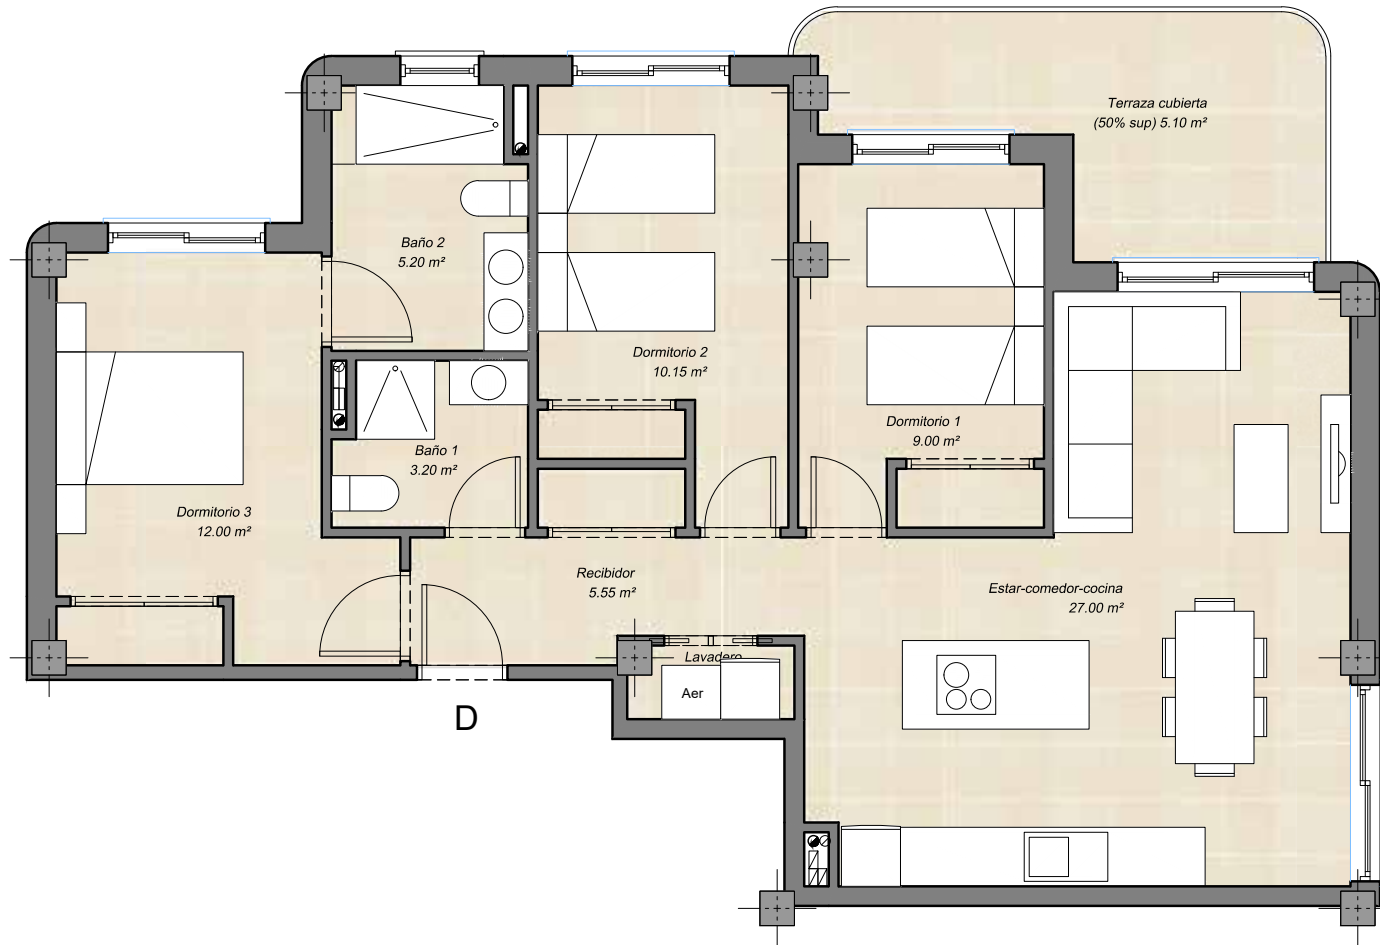 Terraza cubierta
(50% sup) 5.10 m²
Baño 2
5.20 m²
Dormitorio 2
10.15 m²
Dormitorio 1
9.00 m²
Baño 1
3.20 m²
Dormitorio 3
12.00 m²
Recibidor
5.55 m²
Estar-comedor-cocina
27.00 m²
Lavadero
Aer
D